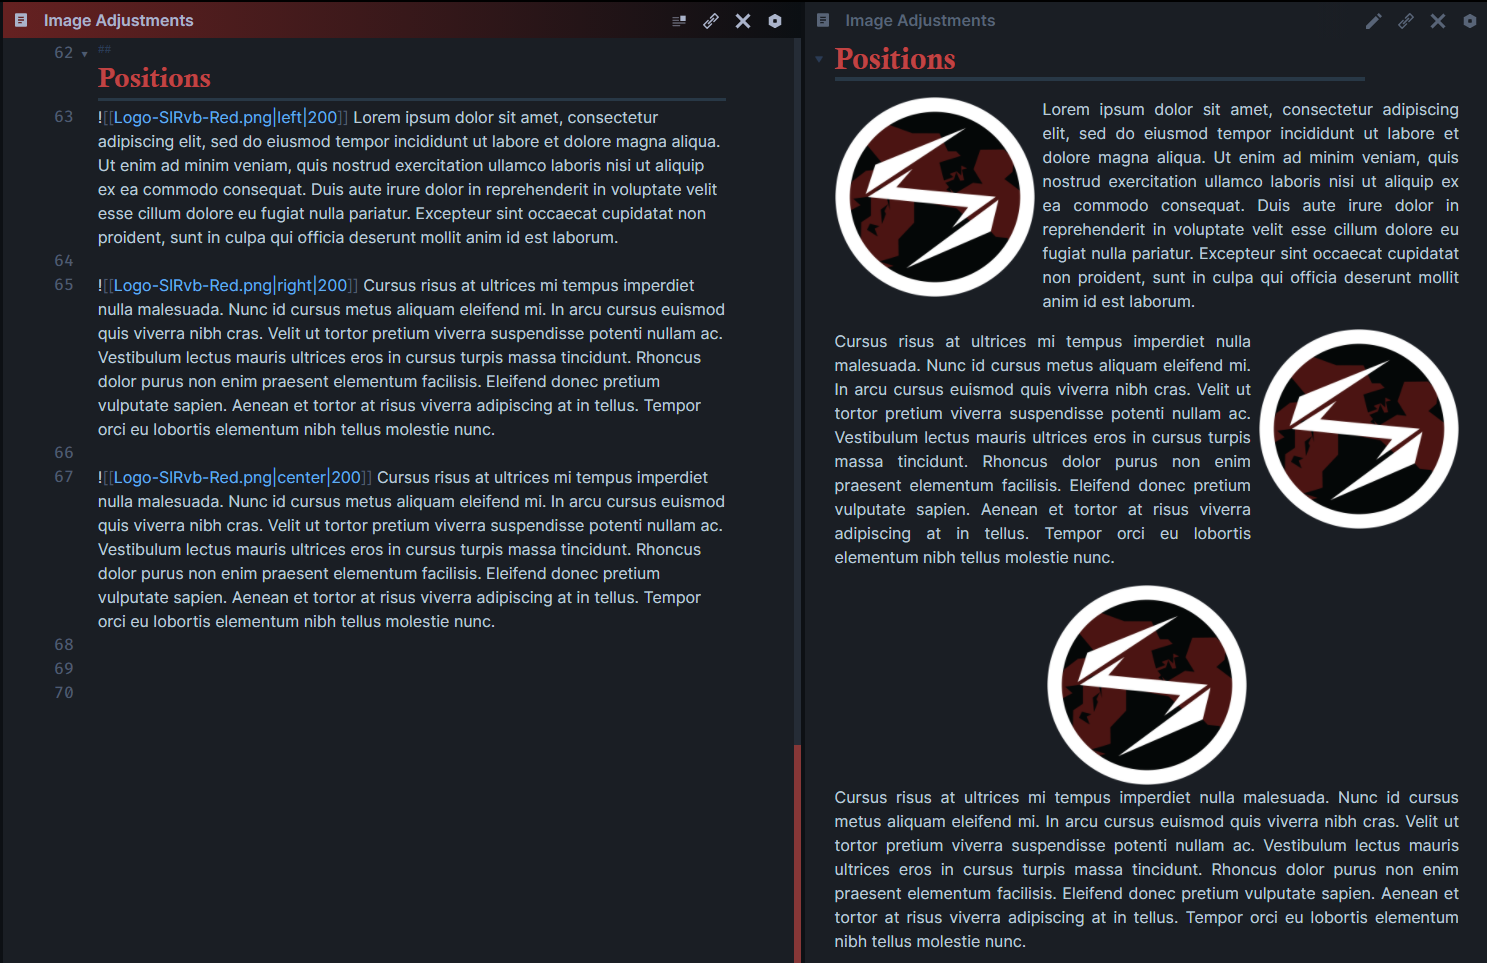 Image Adjustments
62 ##
Positions
63 ![[Logo-SIRvb-Red.png|left|200]] Lorem ipsum dolor sit amet, consectetur
adipiscing elit, sed do eiusmod tempor incididunt ut labore et dolore magna aliqua.
Ut enim ad minim veniam, quis nostrud exercitation ullamco laboris nisi ut aliquip
ex ea commodo consequat. Duis aute irure dolor in reprehenderit in voluptate velit
esse cillum dolore eu fugiat nulla pariatur. Excepteur sint occaecat cupidatat non
proident, sunt in culpa qui officia deserunt mollit anim id est laborum.
64
65 ![[Logo-SIRvb-Red.png|right|200]] Cursus risus at ultrices mi tempus imperdiet
nulla malesuada. Nunc id cursus metus aliquam eleifend mi. In arcu cursus euismod
quis viverra nibh cras. Velit ut tortor pretium viverra suspendisse potenti nullam ac.
Vestibulum lectus mauris ultrices eros in cursus turpis massa tincidunt. Rhoncus
dolor purus non enim praesent elementum facilisis. Eleifend donec pretium
vulputate sapien. Aenean et tortor at risus viverra adipiscing at in tellus. Tempor
orci eu lobortis elementum nibh tellus molestie nunc.
66
67 ![[Logo-SIRvb-Red.png|center|200]] Cursus risus at ultrices mi tempus imperdiet
nulla malesuada. Nunc id cursus metus aliquam eleifend mi. In arcu cursus euismod
quis viverra nibh cras. Velit ut tortor pretium viverra suspendisse potenti nullam ac.
Vestibulum lectus mauris ultrices eros in cursus turpis massa tincidunt. Rhoncus
dolor purus non enim praesent elementum facilisis. Eleifend donec pretium
vulputate sapien. Aenean et tortor at risus viverra adipiscing at in tellus. Tempor
orci eu lobortis elementum nibh tellus molestie nunc.
68
69
70
Image Adjustments
Positions
Lorem ipsum dolor sit amet, consectetur adipiscing
elit, sed do eiusmod tempor incididunt ut labore et
dolore magna aliqua. Ut enim ad minim veniam, quis
nostrud exercitation ullamco laboris nisi ut aliquip ex
ea commodo consequat. Duis aute irure dolor in
reprehenderit in voluptate velit esse cillum dolore eu
fugiat nulla pariatur. Excepteur sint occaecat cupidatat
non proident, sunt in culpa qui officia deserunt mollit
anim id est laborum.
Cursus risus at ultrices mi tempus imperdiet nulla
malesuada. Nunc id cursus metus aliquam eleifend mi.
In arcu cursus euismod quis viverra nibh cras. Velit ut
tortor pretium viverra suspendisse potenti nullam ac.
Vestibulum lectus mauris ultrices eros in cursus turpis
massa tincidunt. Rhoncus dolor purus non enim
praesent elementum facilisis. Eleifend donec pretium
vulputate sapien. Aenean et tortor at risus viverra
adipiscing at in tellus. Tempor orci eu lobortis
elementum nibh tellus molestie nunc.
Cursus risus at ultrices mi tempus imperdiet nulla malesuada. Nunc id cursus
metus aliquam eleifend mi. In arcu cursus euismod quis viverra nibh cras. Velit ut
tortor pretium viverra suspendisse potenti nullam ac. Vestibulum lectus mauris
ultrices eros in cursus turpis massa tincidunt. Rhoncus dolor purus non enim
praesent elementum facilisis. Eleifend donec pretium vulputate sapien. Aenean et
tortor at risus viverra adipiscing at in tellus. Tempor orci eu lobortis elementum
nibh tellus molestie nunc.